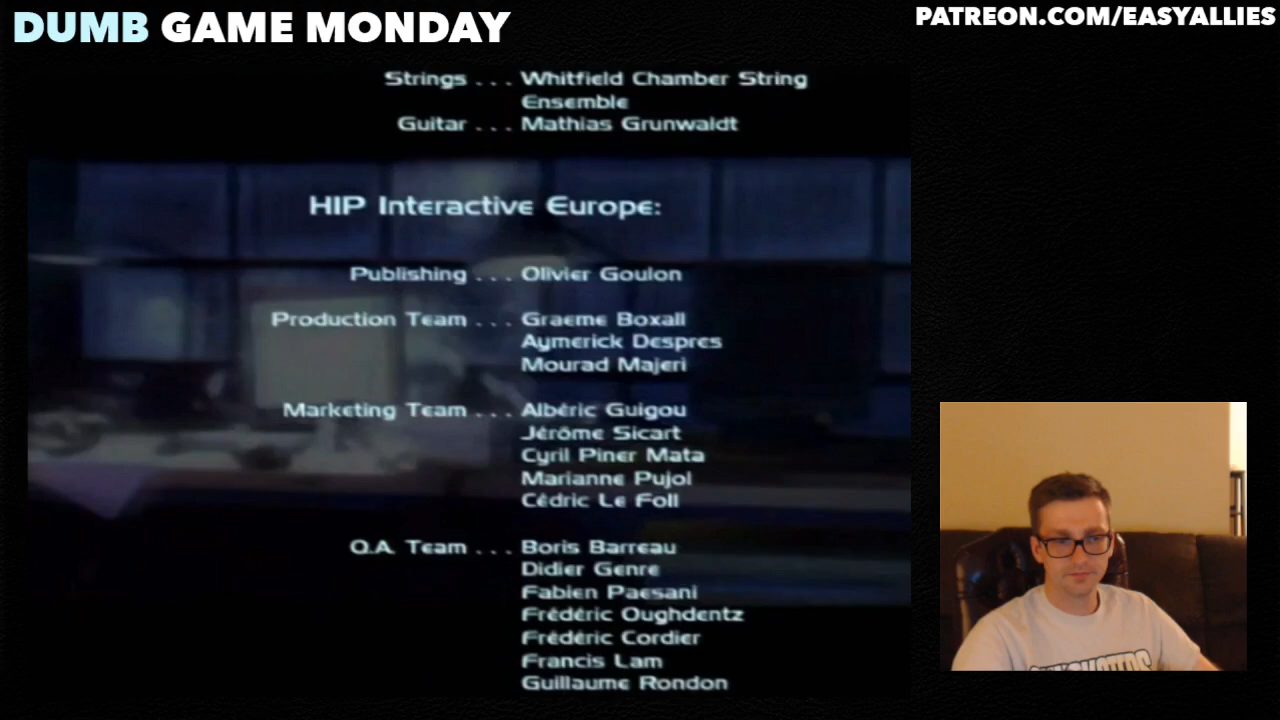 DUMB GAME MONDAY
PATREON.COM/EASYALLIES
Strings . . . Whitfield Chamber String
Ensemble
Guitar . . . Mathias Grunwaldt
HIP Interactive Europe:
Publishing . . . Olivier Goulon
Production Team . . . Graeme Boxall
Aymerick Despres
Mourad Majeri
Marketing Team . . . Albéric Guigou
Jérôme Sicart
Cyril Piner Mata
Marianne Pujol
Cédric Le Foll
Q.A. Team . . . Boris Barreau
Didier Genre
Fabien Paesani
Frédéric Oughdentz
Frédéric Cordier
Francis Lam
Guillaume Rondon